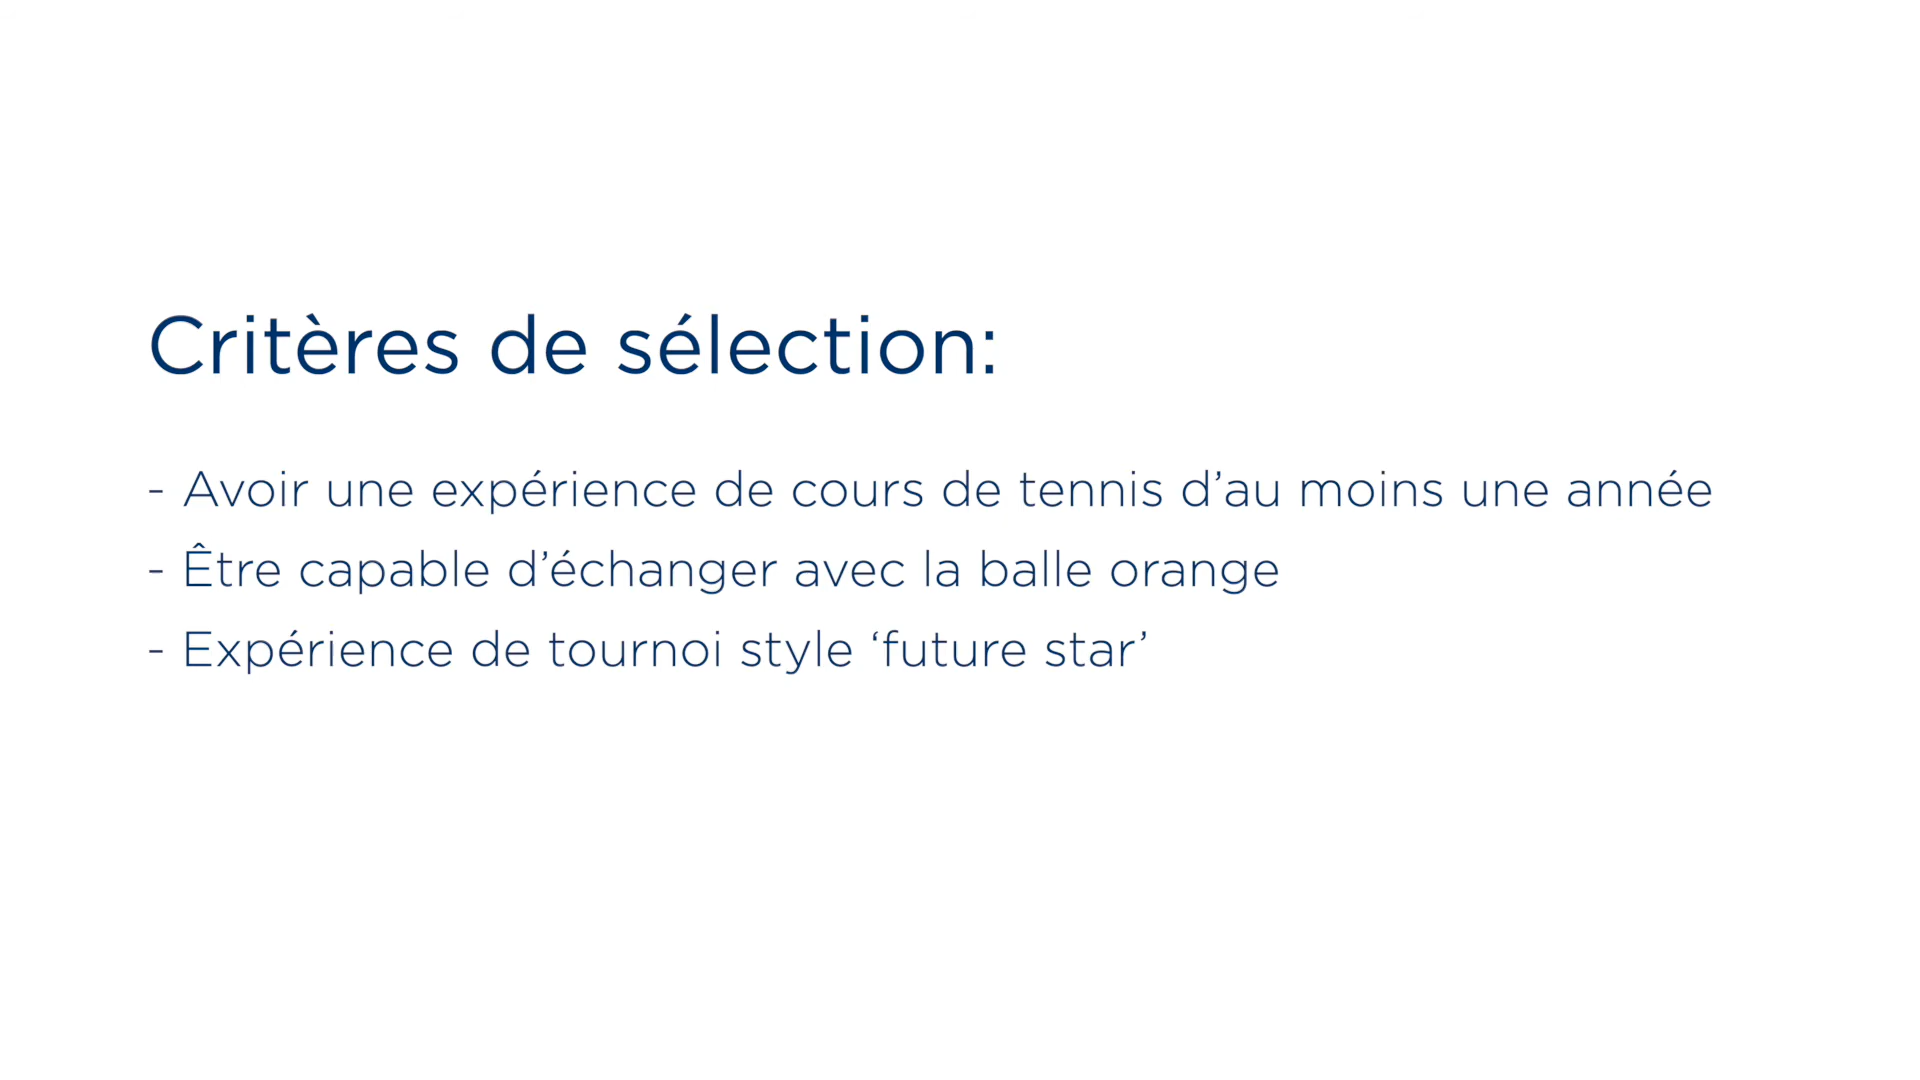 Critères de sélection:
- Avoir une expérience de cours de tennis d’au moins une année
- Être capable d’échanger avec la balle orange
- Expérience de tournoi style ‘future star’